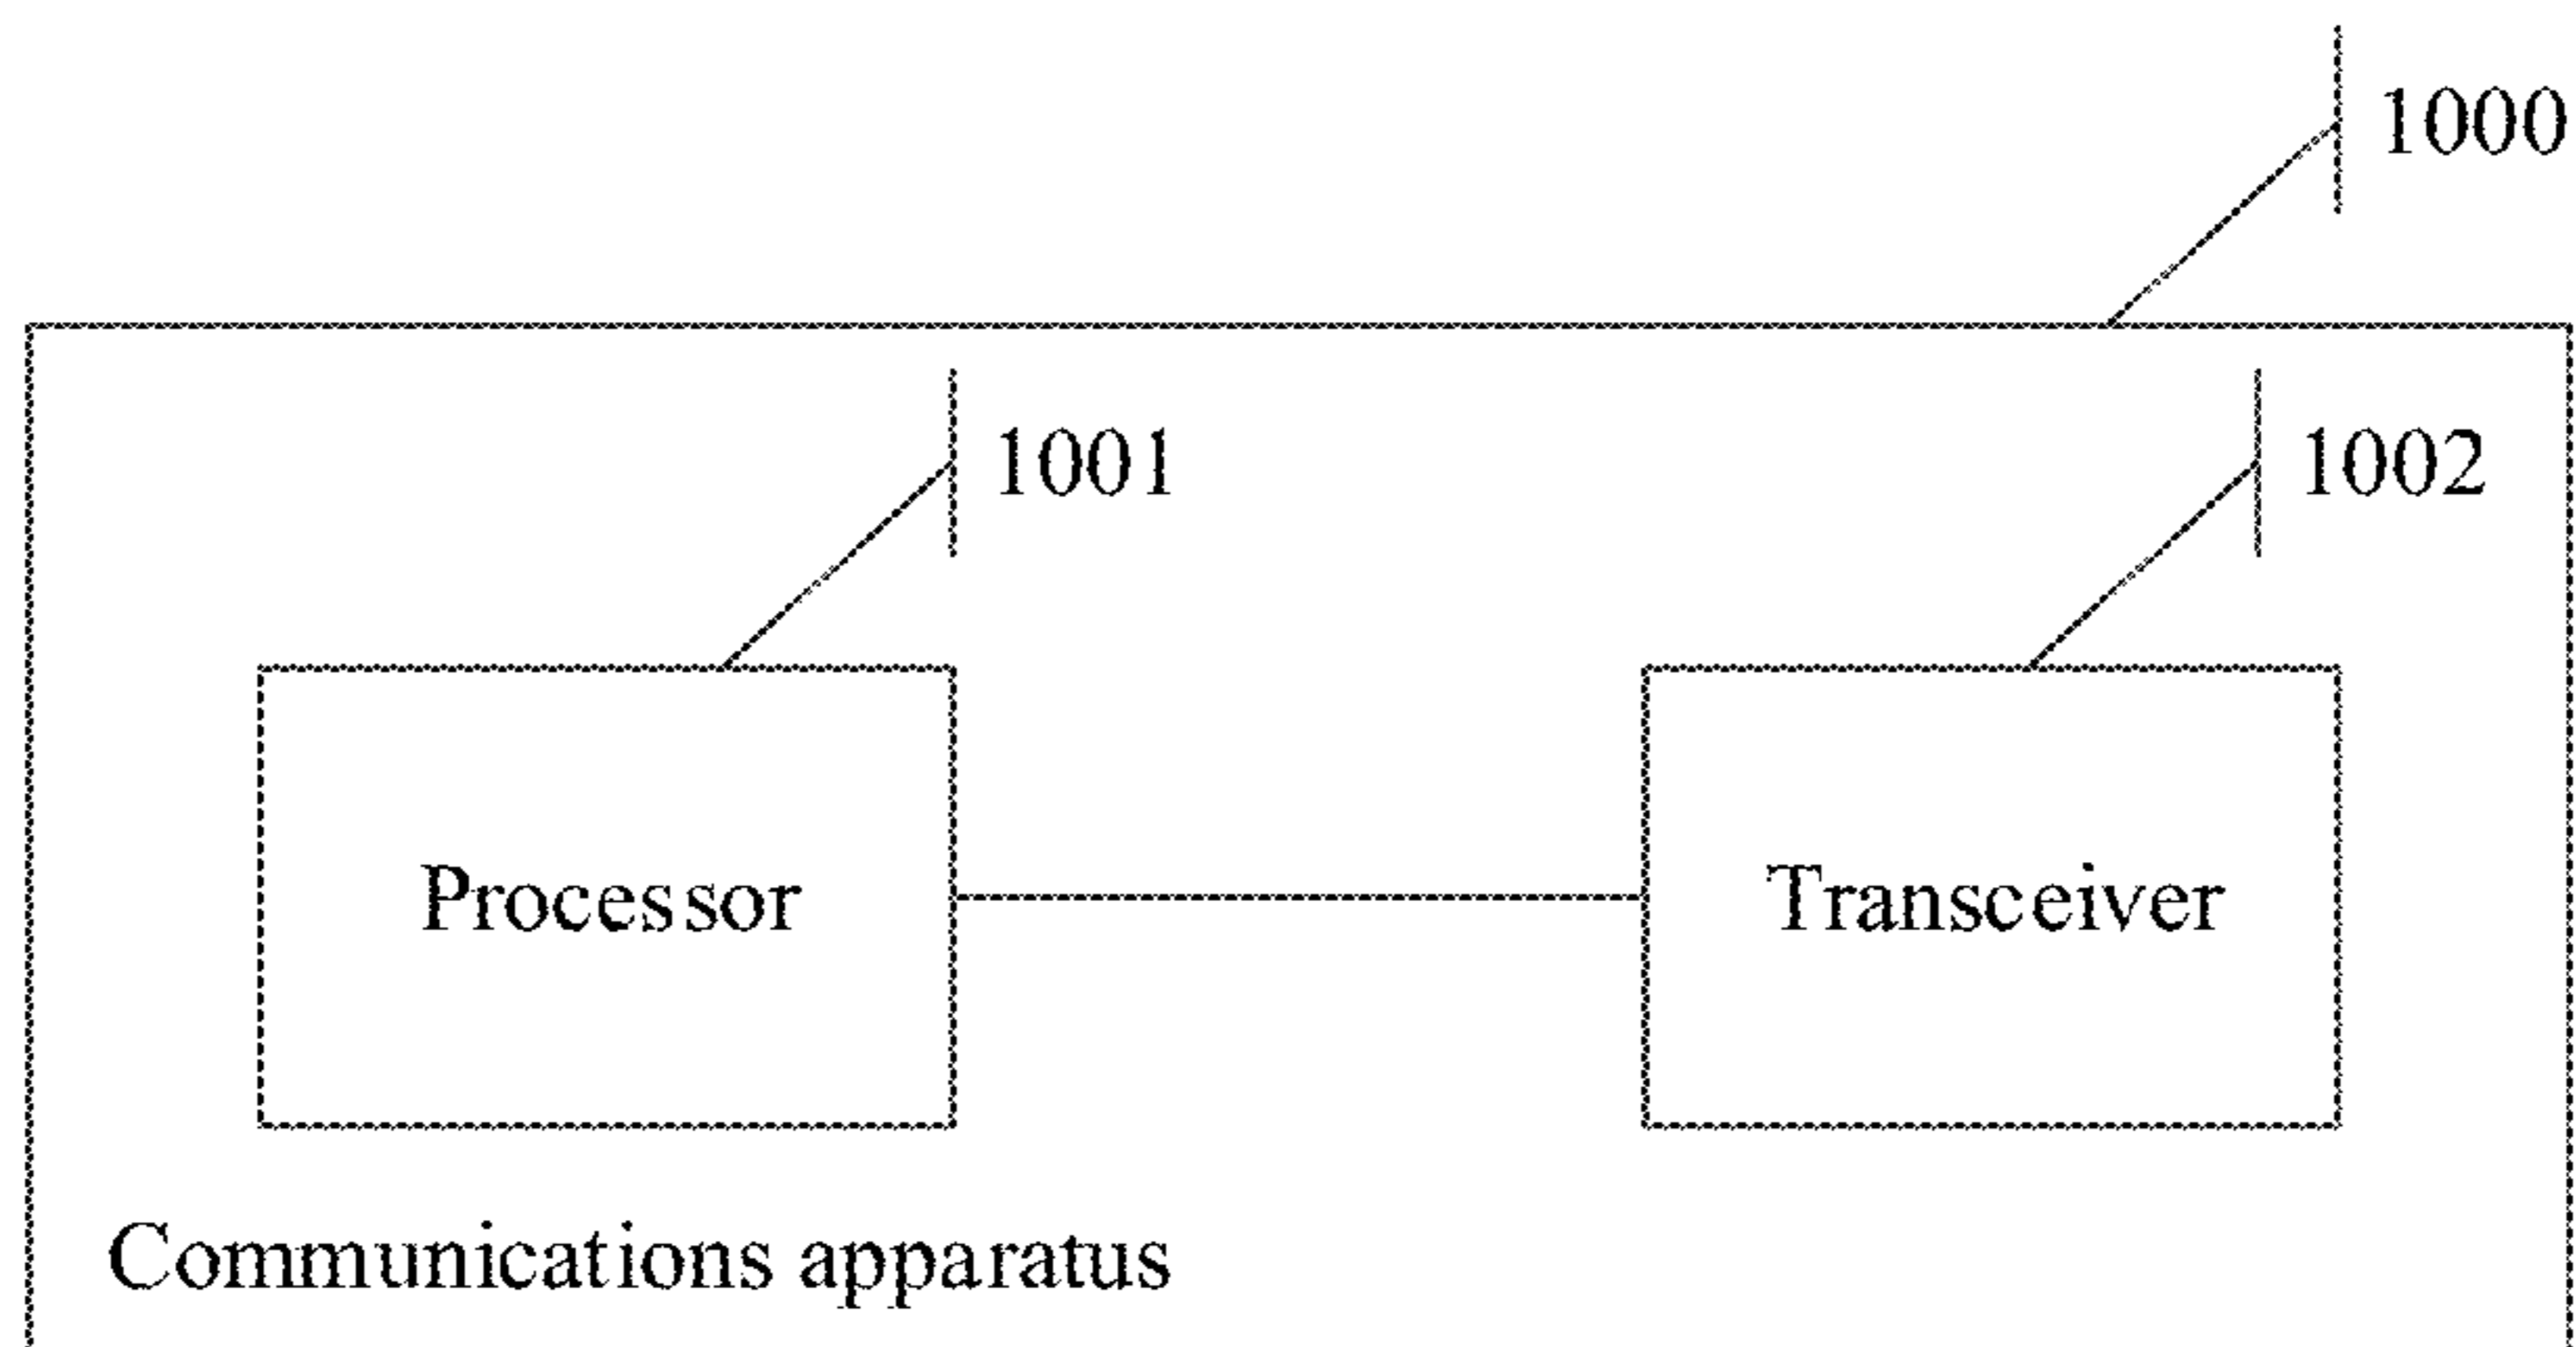 1000
1001
1002
Processor
Transceiver
Communications apparatus